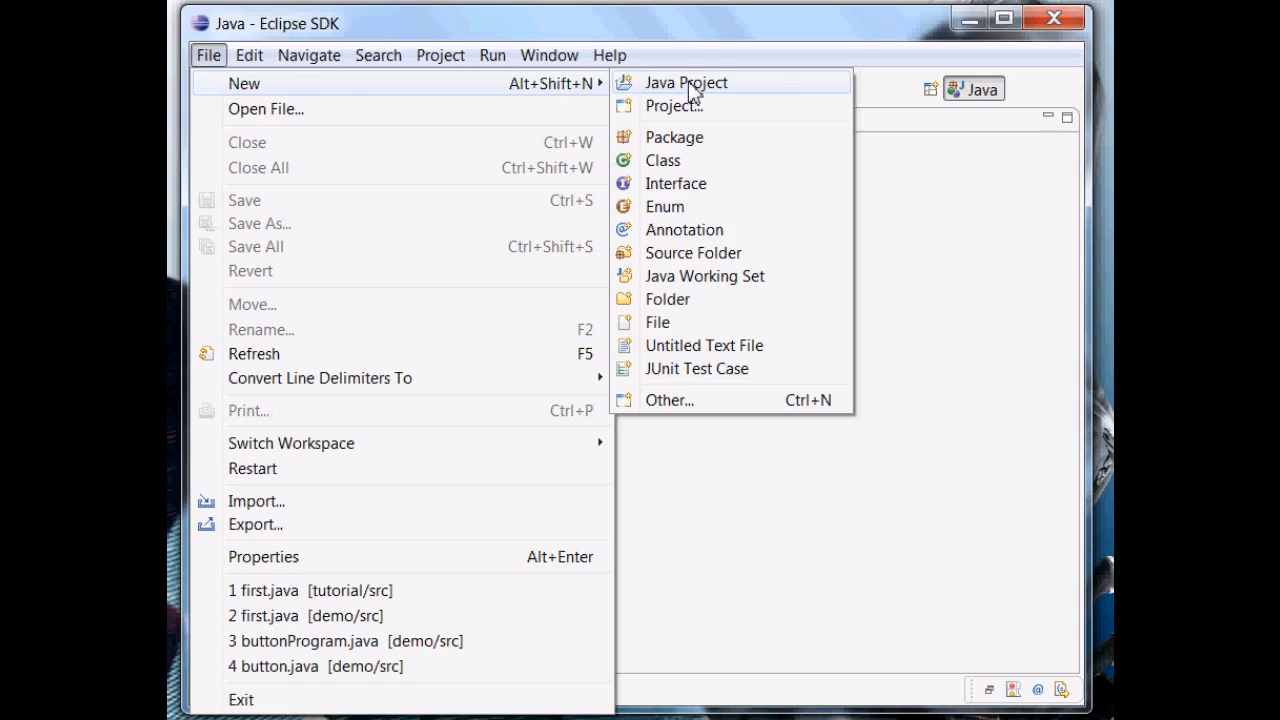 Java - Eclipse SDK
File Edit Navigate Search Project Run Window Help
New Alt+Shift+N
Open File...
Close Ctrl+W
Close All Ctrl+Shift+W
Save Ctrl+S
Save As...
Save All Ctrl+Shift+S
Revert
Move...
Rename... F2
Refresh F5
Convert Line Delimiters To
Print... Ctrl+P
Switch Workspace
Restart
Import...
Export...
Properties Alt+Enter
1 first.java [tutorial/src]
2 first.java [demo/src]
3 buttonProgram.java [demo/src]
4 button.java [demo/src]
Exit
Java Project
Project...
Package
Class
Interface
Enum
Annotation
Source Folder
Java Working Set
Folder
File
Untitled Text File
JUnit Test Case
Other... Ctrl+N
Java